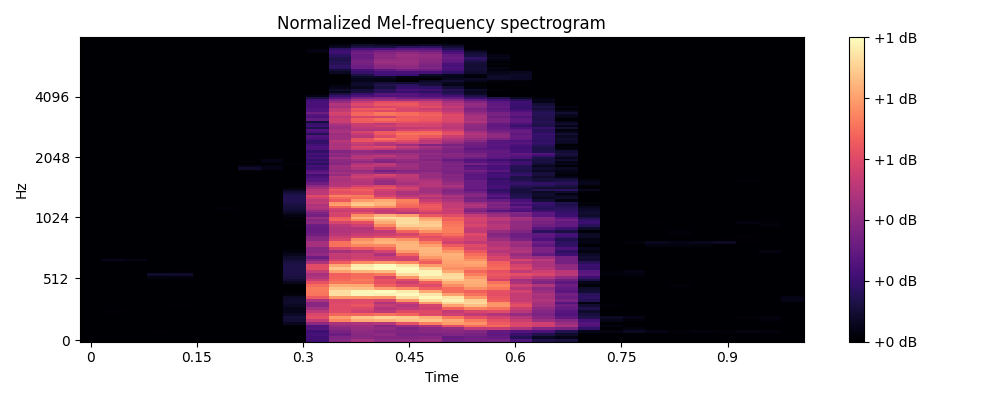 Normalized Mel-frequency spectrogram
Hz
4096
2048
1024
512
0
0 0.15 0.3 0.45 0.6 0.75 0.9
Time
+1 dB
+1 dB
+1 dB
+0 dB
+0 dB
+0 dB